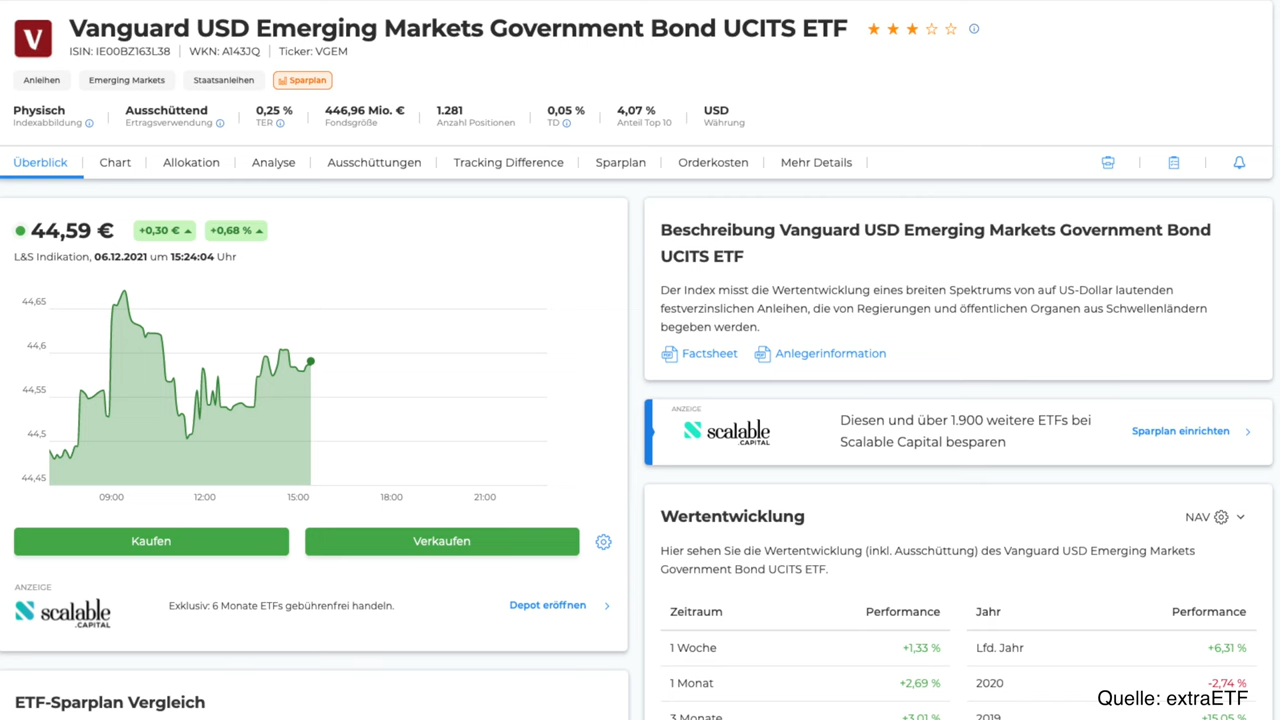 V
Vanguard USD Emerging Markets Government Bond UCITS ETF
ISIN: IE00BZ163L38 | WKN: A143JQ | Ticker: VGEM
Anleihen Emerging Markets Staatsanleihen Sparplan
Physisch Ausschüttend 0,25 % 446,96 Mio. € 1.281 0,05 % 4,07 % USD
Indexabbildung Ertragsverwendung TER Fondsgröße Anzahl Positionen TD Anteil Top 10 Währung
Überblick Chart Allokation Analyse Ausschüttungen Tracking Difference Sparplan Orderkosten Mehr Details
44,59 € +0,30 € +0,68 %
L&S Indikation, 06.12.2021 um 15:24:04 Uhr
44,65
44,6
44,55
44,5
44,45
09:00 12:00 15:00 18:00 21:00
Kaufen Verkaufen
ANZEIGE
scalable
.CAPITAL
Exklusiv: 6 Monate ETFs gebührenfrei handeln.
Depot eröffnen
ETF-Sparplan Vergleich
Beschreibung Vanguard USD Emerging Markets Government Bond
UCITS ETF
Der Index misst die Wertentwicklung eines breiten Spektrums von auf US-Dollar lautenden
festverzinslichen Anleihen, die von Regierungen und öffentlichen Organen aus Schwellenländern
begeben werden.
Factsheet Anlegerinformation
ANZEIGE
scalable
.CAPITAL
Diesen und über 1.900 weitere ETFs bei
Scalable Capital besparen
Sparplan einrichten
Wertentwicklung NAV
Hier sehen Sie die Wertentwicklung (inkl. Ausschüttung) des Vanguard USD Emerging Markets
Government Bond UCITS ETF.
Zeitraum Performance Jahr Performance
1 Woche +1,33 % Lfd. Jahr +6,31 %
1 Monat +2,69 % 2020 -2,74 %
Quelle: extraETF
3 Monate +3,01 % 2019 +15,05 %